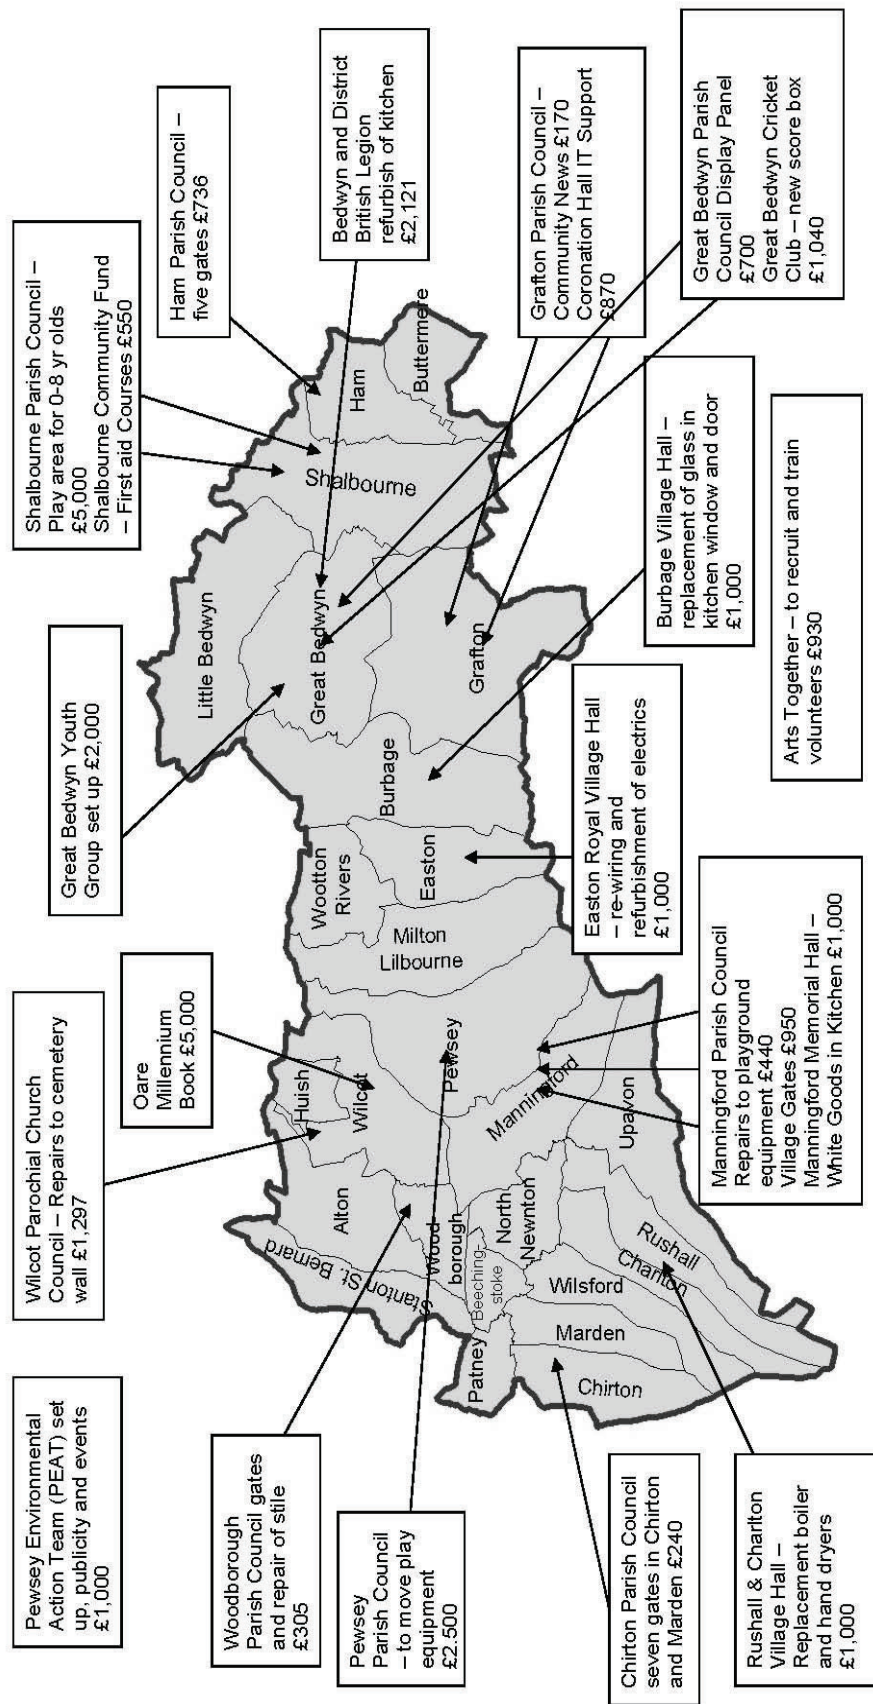 Pewsey Environmental
Action Team (PEAT) set
up, publicity and events
£1,000
Wilcot Parochial Church
Council – Repairs to cemetery
wall £1,297
Oare
Millennium
Book £5,000
Great Bedwyn Youth
Group set up £2,000
Shalbourne Parish Council –
Play area for 0-8 yr olds
£5,000
Shalbourne Community Fund
– First aid Courses £550
Ham Parish Council –
five gates £736
Bedwyn and District
British Legion
refurbish of kitchen
£2,121
Grafton Parish Council –
Community News £170
Coronation Hall IT Support
£870
Great Bedwyn Parish
Council Display Panel
£700
Great Bedwyn Cricket
Club – new score box
£1,040
Woodborough
Parish Council gates
and repair of stile
£305
Pewsey
Parish Council
– to move play
equipment
£2.500
Chirton Parish Council
seven gates in Chirton
and Marden £240
Rushall & Charlton
Village Hall –
Replacement boiler
and hand dryers
£1,000
Manningford Parish Council
Repairs to playground
equipment £440
Village Gates £950
Manningford Memorial Hall –
White Goods in Kitchen £1,000
Easton Royal Village Hall
– re-wiring and
refurbishment of electrics
£1,000
Burbage Village Hall –
replacement of glass in
kitchen window and door
£1,000
Arts Together – to recruit and train
volunteers £930
Stanton St. Bernard
Alton
Huish
Wilcot
Wood-
borough
Beeching-
stoke
Patney
North
Newnton
Wilsford
Marden
Chirton
Charlton
Rushall
Upavon
Manningford
Pewsey
Milton
Lilbourne
Wootton
Rivers
Easton
Burbage
Little Bedwyn
Great Bedwyn
Grafton
Shalbourne
Ham
Buttermere